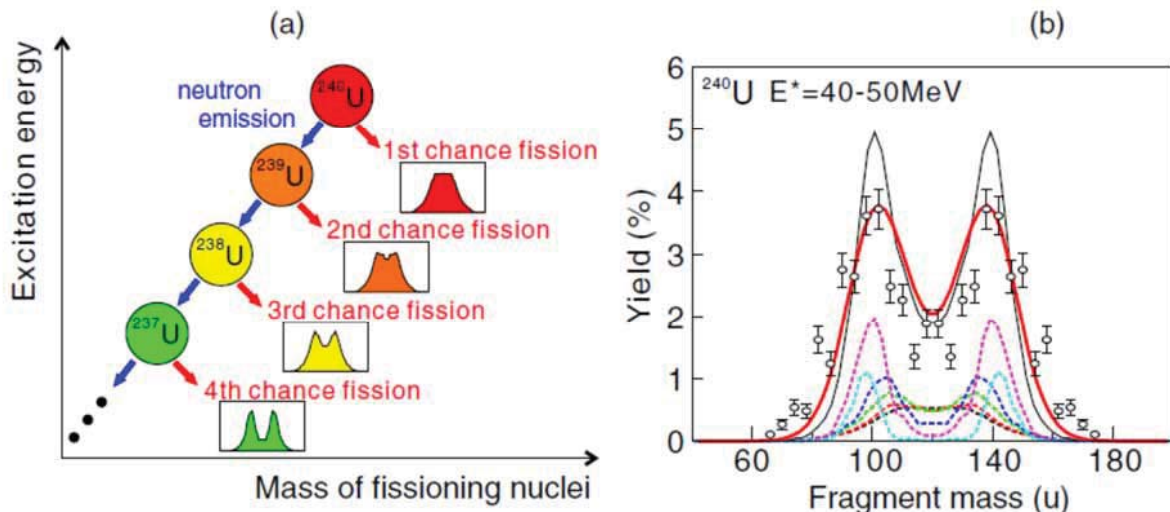 (a)
Excitation energy
neutron
emission
²⁴⁰U
1st chance fission
²³⁹U
2nd chance fission
²³⁸U
3rd chance fission
²³⁷U
4th chance fission
Mass of fissioning nuclei
(b)
²⁴⁰U E*=40-50MeV
Yield (%)
6
5
4
3
2
1
0
60 100 140 180
Fragment mass (u)